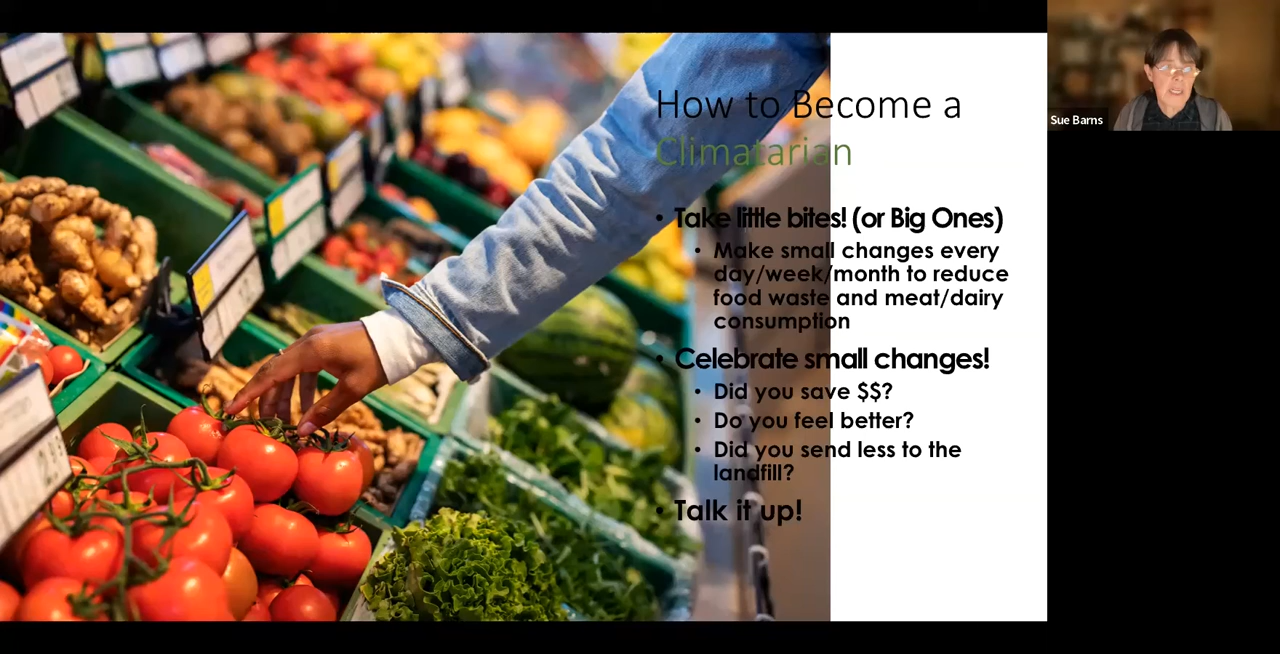 How to Become a
Climatarian
• Take little bites! (or Big Ones)
• Make small changes every
day/week/month to reduce
food waste and meat/dairy
consumption
• Celebrate small changes!
• Did you save $$?
• Do you feel better?
• Did you send less to the
landfill?
• Talk it up!
Sue Barns